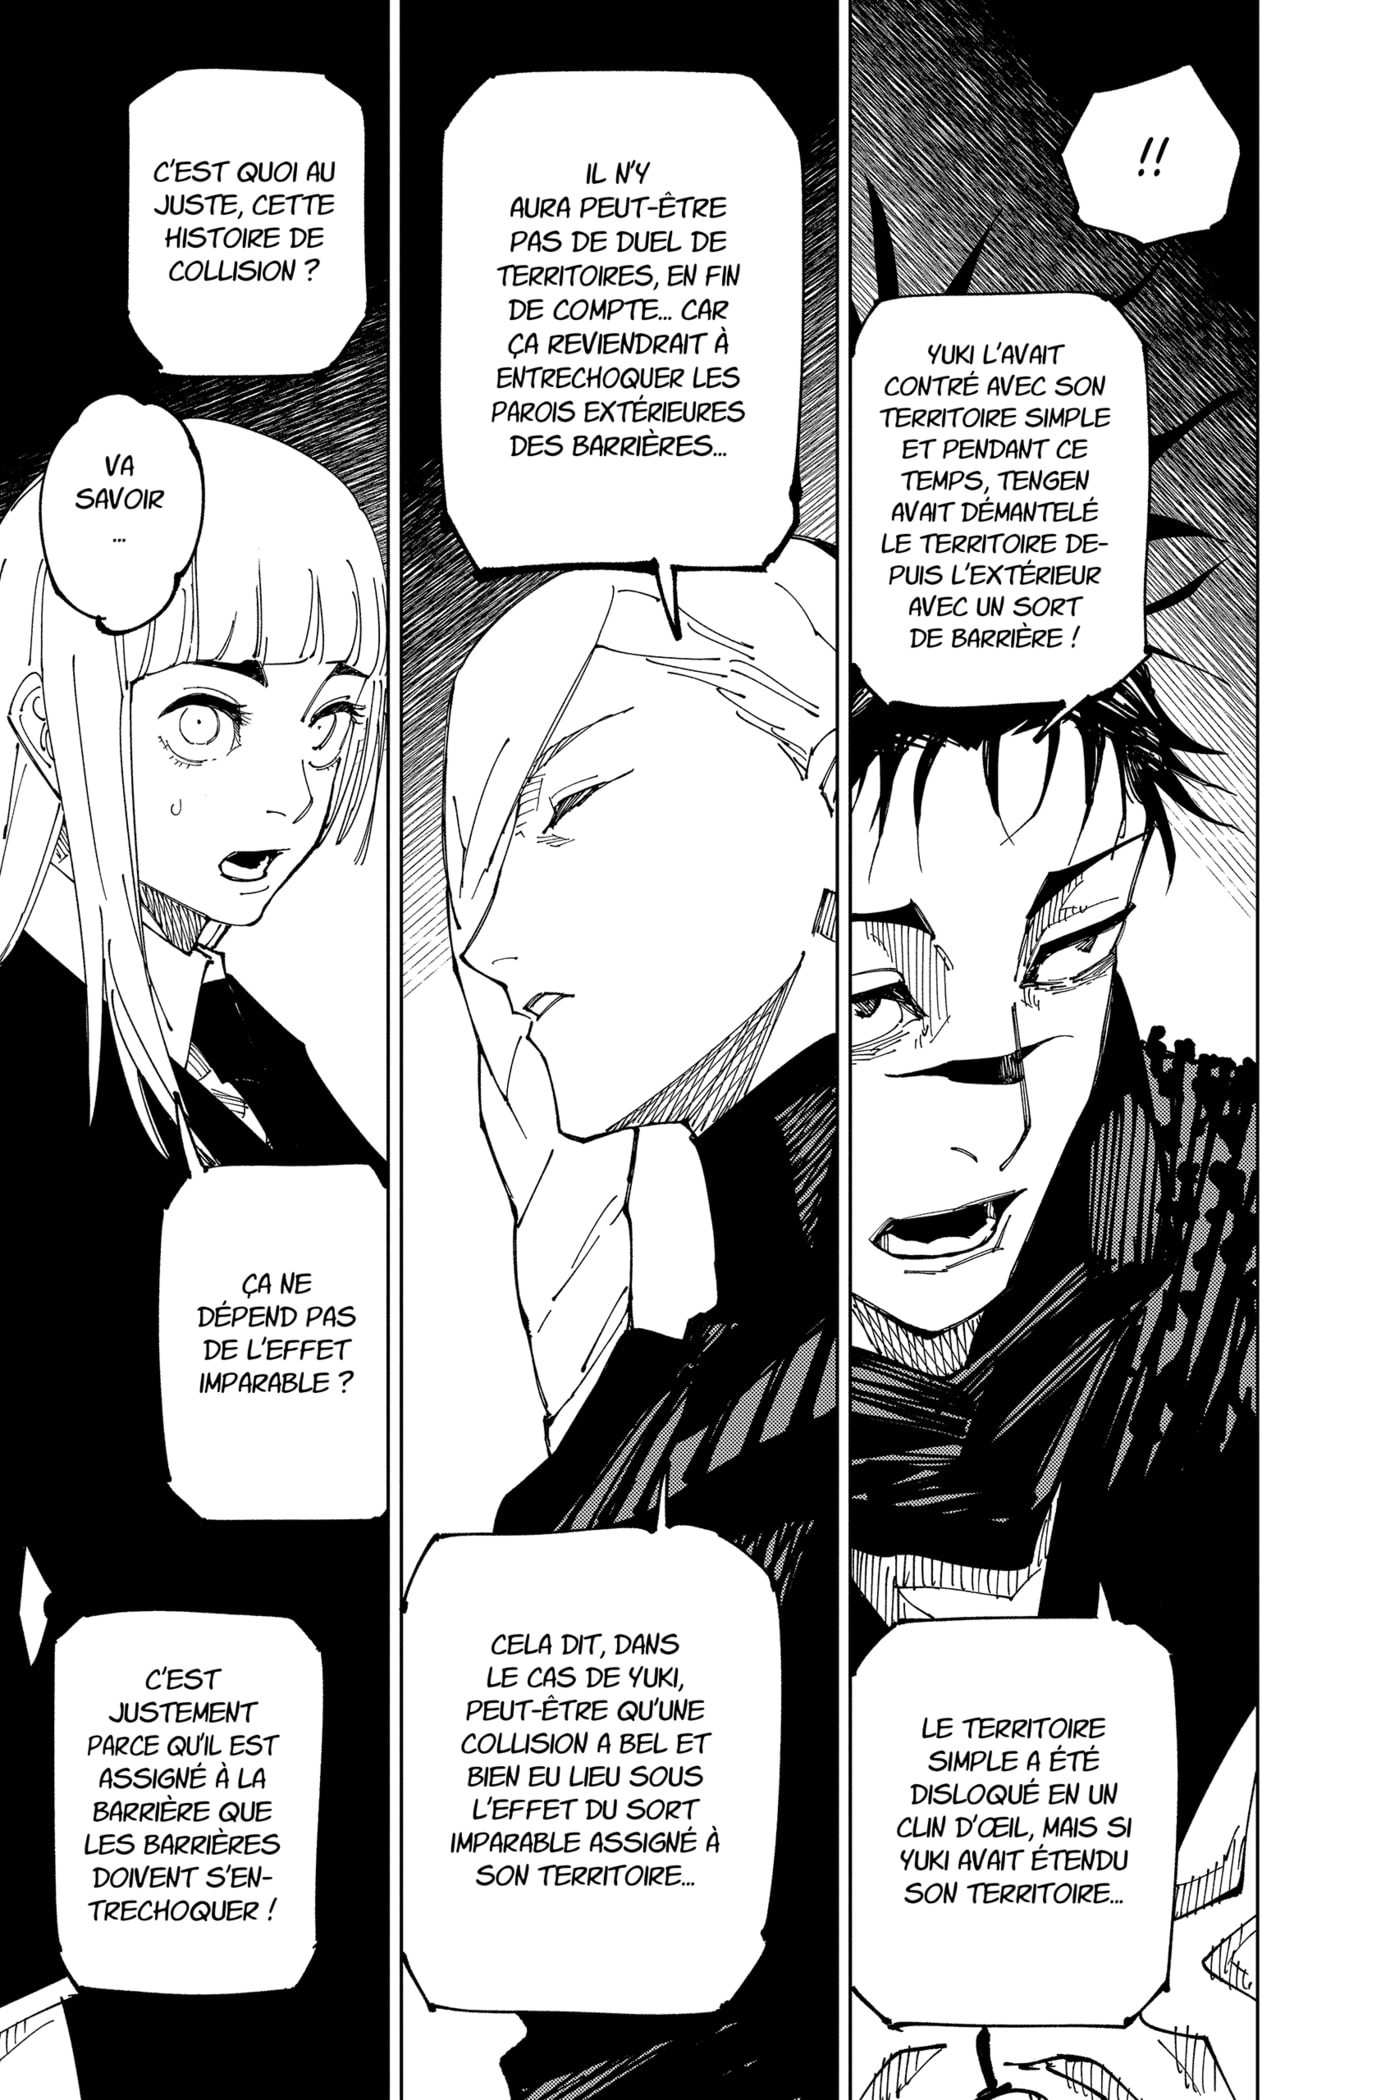 !!
YUKI L'AVAIT
CONTRÉ AVEC SON
TERRITOIRE SIMPLE
ET PENDANT CE
TEMPS, TENGEN
AVAIT DÉMANTELÉ
LE TERRITOIRE DE-
PUIS L'EXTÉRIEUR
AVEC UN SORT
DE BARRIÈRE !
LE TERRITOIRE
SIMPLE A ÉTÉ
DISLOQUÉ EN UN
CLIN D'ŒIL, MAIS SI
YUKI AVAIT ÉTENDU
SON TERRITOIRE...
IL N'Y
AURA PEUT-ÊTRE
PAS DE DUEL DE
TERRITOIRES, EN FIN
DE COMPTE... CAR
ÇA REVIENDRAIT À
ENTRECHOQUER LES
PAROIS EXTÉRIEURES
DES BARRIÈRES...
CELA DIT, DANS
LE CAS DE YUKI,
PEUT-ÊTRE QU'UNE
COLLISION A BEL ET
BIEN EU LIEU SOUS
L'EFFET DU SORT
IMPARABLE ASSIGNÉ À
SON TERRITOIRE...
C'EST QUOI AU
JUSTE, CETTE
HISTOIRE DE
COLLISION ?
VA
SAVOIR
...
ÇA NE
DÉPEND PAS
DE L'EFFET
IMPARABLE ?
C'EST
JUSTEMENT
PARCE QU'IL EST
ASSIGNÉ À LA
BARRIÈRE QUE
LES BARRIÈRES
DOIVENT S'EN-
TRECHOQUER !